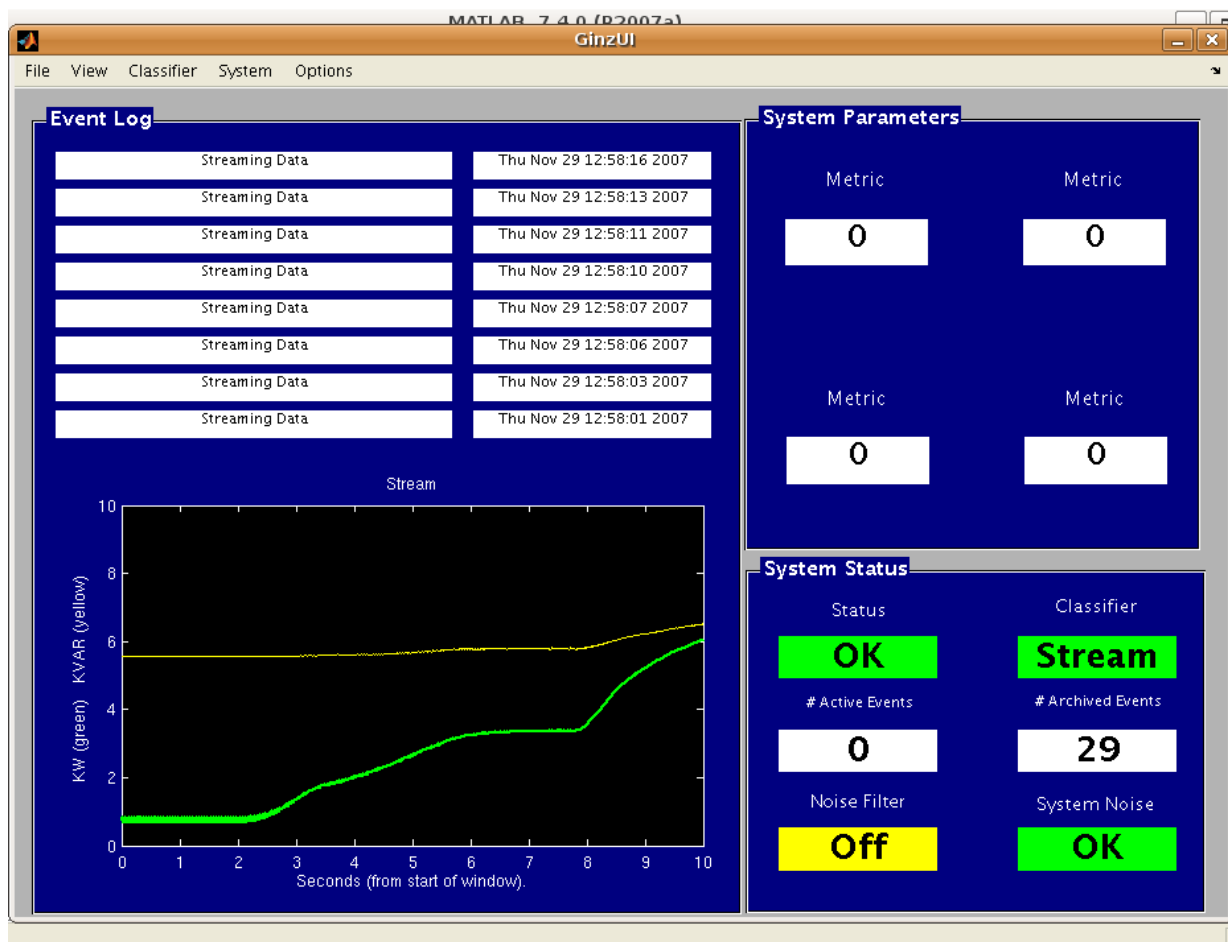 MATLAB 7.4.0 (R2007a)
GinzUI
File View Classifier System Options
Event Log
Streaming Data Thu Nov 29 12:58:16 2007
Streaming Data Thu Nov 29 12:58:13 2007
Streaming Data Thu Nov 29 12:58:11 2007
Streaming Data Thu Nov 29 12:58:10 2007
Streaming Data Thu Nov 29 12:58:07 2007
Streaming Data Thu Nov 29 12:58:06 2007
Streaming Data Thu Nov 29 12:58:03 2007
Streaming Data Thu Nov 29 12:58:01 2007
Stream
KW (green) KVAR (yellow)
10
8
6
4
2
0
0 1 2 3 4 5 6 7 8 9 10
Seconds (from start of window).
System Parameters
Metric Metric
0 0
Metric Metric
0 0
System Status
Status Classifier
OK Stream
# Active Events # Archived Events
0 29
Noise Filter System Noise
Off OK